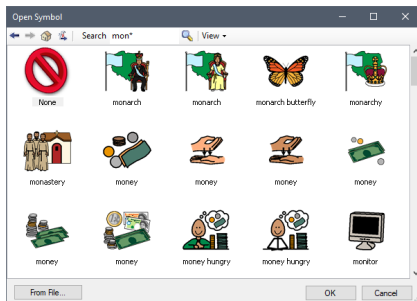 Open Symbol
Search mon* View
None monarch monarch monarch butterfly monarchy
monastery money money money money
money money money hungry money hungry monitor
From File... OK Cancel